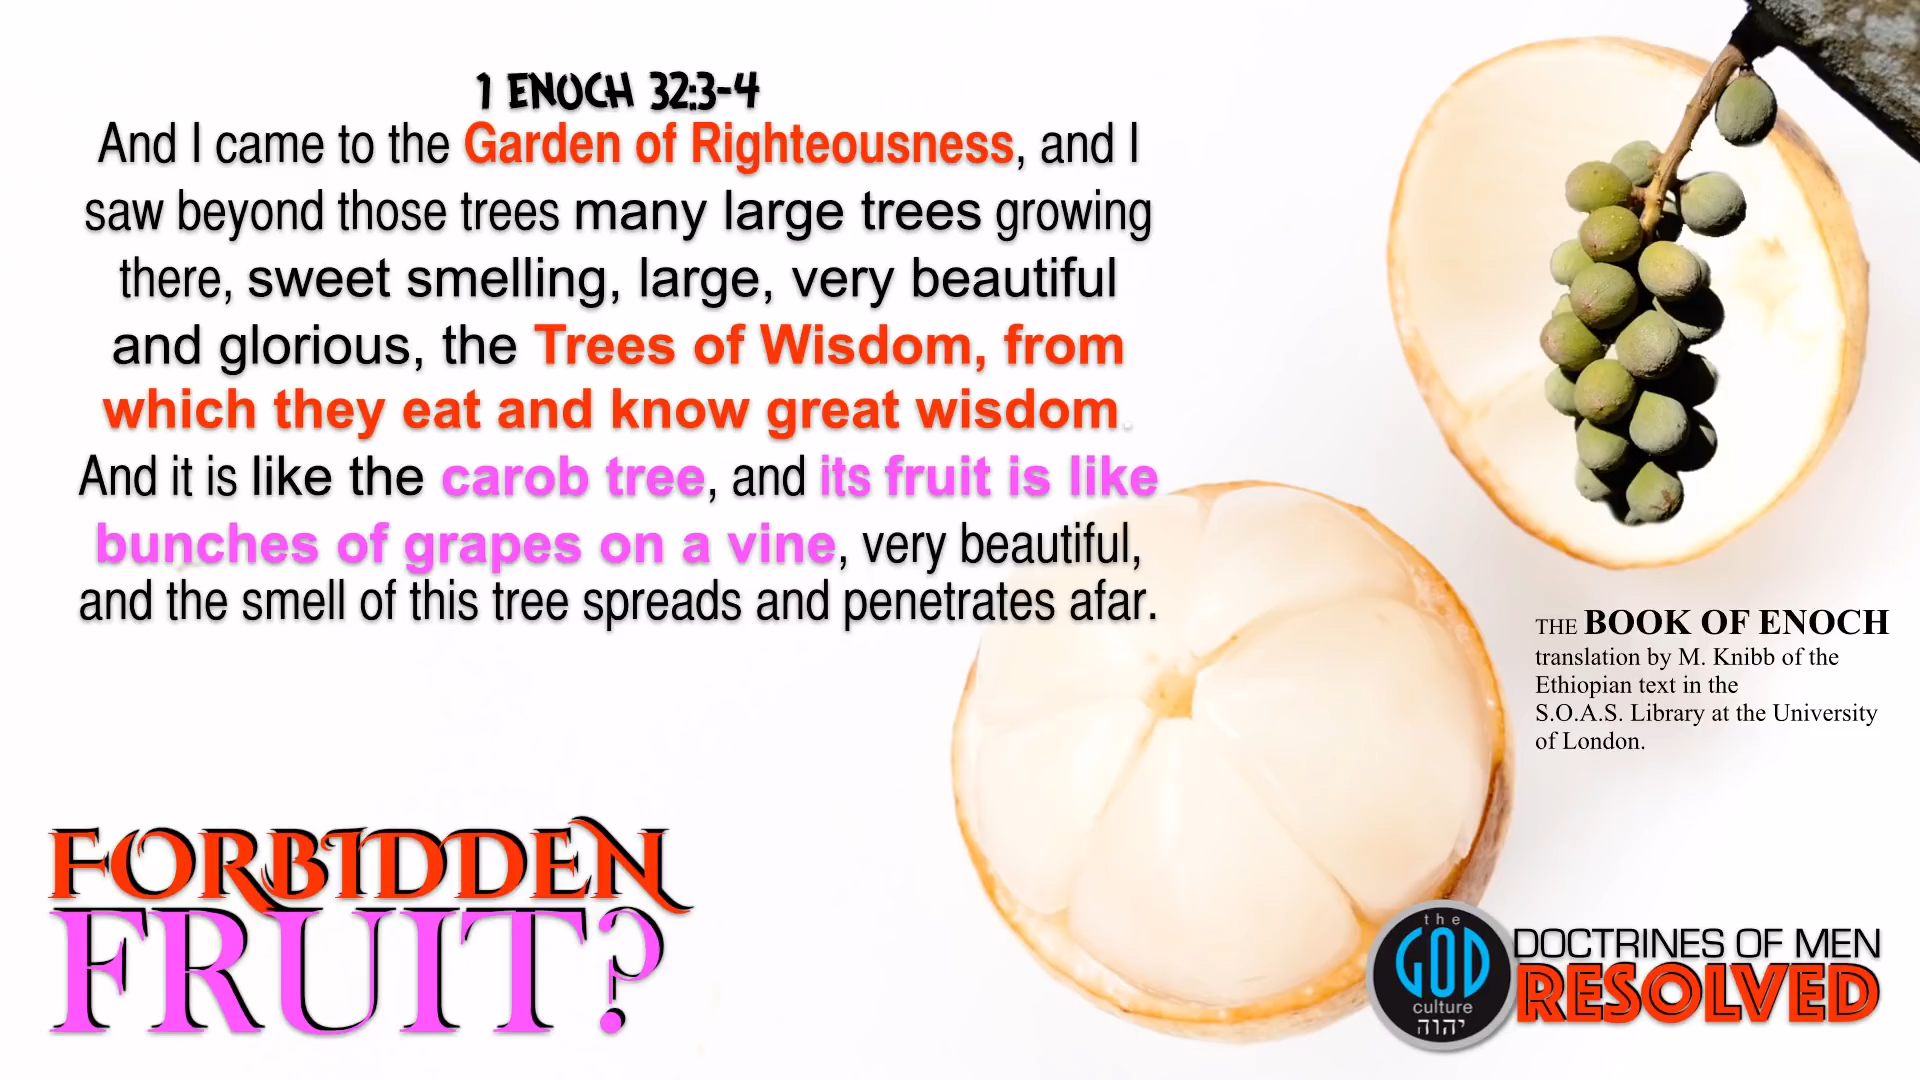 1 ENOCH 32:3-4
And I came to the Garden of Righteousness, and I
saw beyond those trees many large trees growing
there, sweet smelling, large, very beautiful
and glorious, the Trees of Wisdom, from
which they eat and know great wisdom.
And it is like the carob tree, and its fruit is like
bunches of grapes on a vine, very beautiful,
and the smell of this tree spreads and penetrates afar.
THE BOOK OF ENOCH
translation by M. Knibb of the
Ethiopian text in the
S.O.A.S. Library at the University
of London.
FORBIDDEN
FRUIT?
the
GOD
culture
יהוה
DOCTRINES OF MEN
RESOLVED